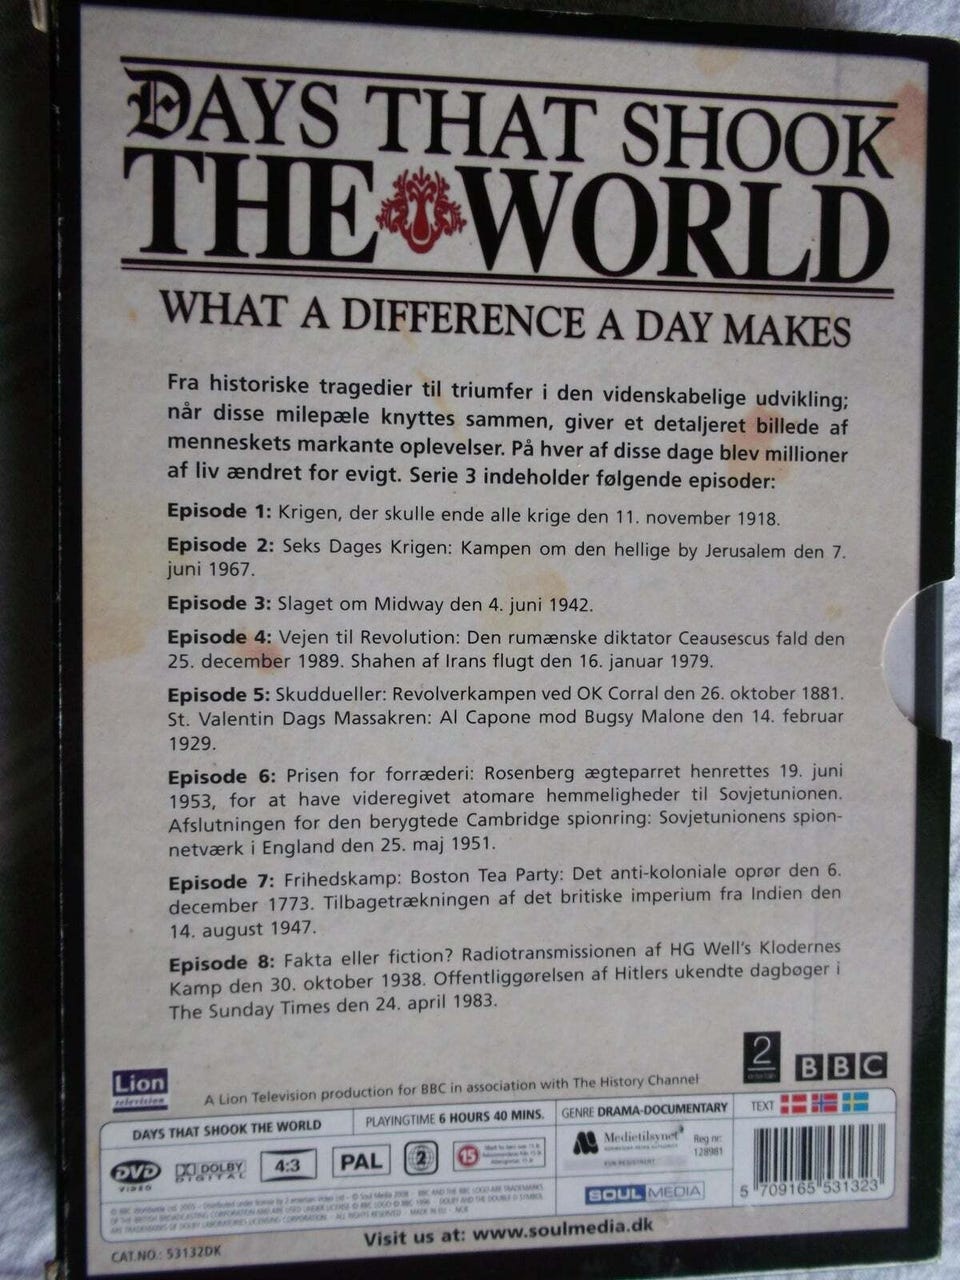 DAYS THAT SHOOK
THE WORLD
WHAT A DIFFERENCE A DAY MAKES
Fra historiske tragedier til triumfer i den videnskabelige udvikling;
når disse milepæle knyttes sammen, giver et detaljeret billede af
menneskets markante oplevelser. På hver af disse dage blev millioner
af liv ændret for evigt. Serie 3 indeholder følgende episoder:
Episode 1: Krigen, der skulle ende alle krige den 11. november 1918.
Episode 2: Seks Dages Krigen: Kampen om den hellige by Jerusalem den 7.
juni 1967.
Episode 3: Slaget om Midway den 4. juni 1942.
Episode 4: Vejen til Revolution: Den rumænske diktator Ceausescus fald den
25. december 1989. Shahen af Irans flugt den 16. januar 1979.
Episode 5: Skuddueller: Revolverkampen ved OK Corral den 26. oktober 1881.
St. Valentin Dags Massakren: Al Capone mod Bugsy Malone den 14. februar
1929.
Episode 6: Prisen for forræderi: Rosenberg ægteparret henrettes 19. juni
1953, for at have videregivet atomare hemmeligheder til Sovjetunionen.
Afslutningen for den berygtede Cambridge spionring: Sovjetunionens spion-
netværk i England den 25. maj 1951.
Episode 7: Frihedskamp: Boston Tea Party: Det anti-koloniale oprør den 6.
december 1773. Tilbagetrækningen af det britiske imperium fra Indien den
14. august 1947.
Episode 8: Fakta eller fiction? Radiotransmissionen af HG Well's Klodernes
Kamp den 30. oktober 1938. Offentliggørelsen af Hitlers ukendte dagbøger i
The Sunday Times den 24. april 1983.
2 entertain
BBC
Lion television
A Lion Television production for BBC in association with The History Channel
DAYS THAT SHOOK THE WORLD
PLAYINGTIME 6 HOURS 40 MINS.
GENRE DRAMA-DOCUMENTARY
TEXT
DVD VIDEO
DOLBY DIGITAL
4:3
PAL
2
15
Medietilsynet
Reg nr:
128981
SOUL MEDIA
5 709165 531323
Visit us at: www.soulmedia.dk
CAT.NO.: 53132DK